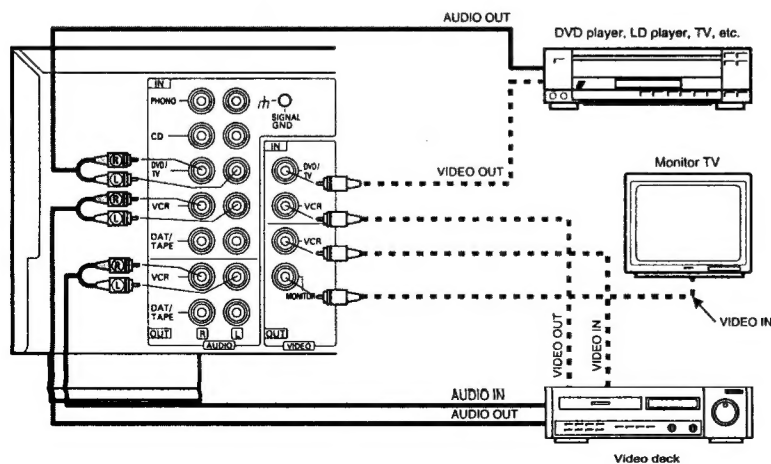 AUDIO OUT
DVD player, LD player, TV, etc.
IN
PHONO
SIGNAL
GND
CD
IN
R
L
DVD/
TV
DVD/
TV
VIDEO OUT
Monitor TV
R
L
VCR
VCR
DAT/
TAPE
VCR
R
L
VCR
MONITOR
DAT/
TAPE
OUT
R
L
AUDIO
OUT
VIDEO
VIDEO OUT
VIDEO IN
VIDEO IN
AUDIO IN
AUDIO OUT
Video deck